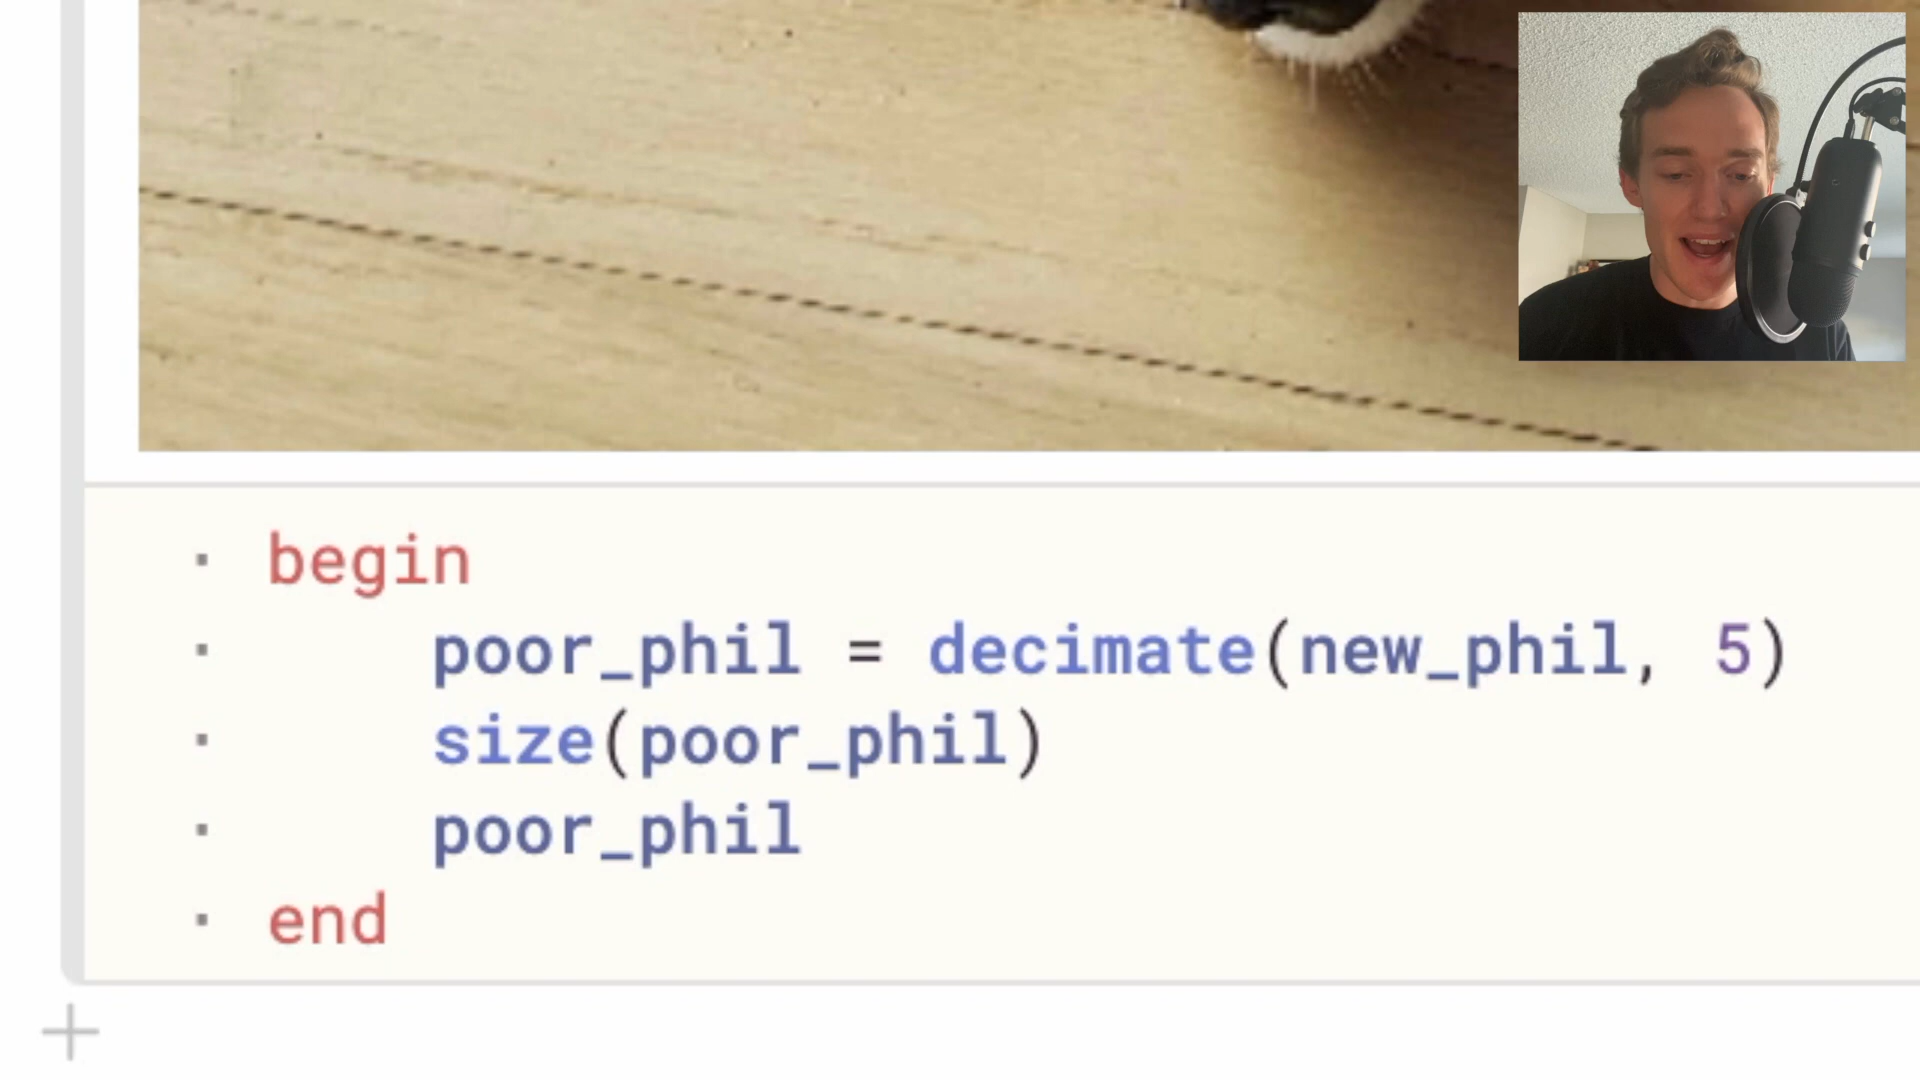 begin
poor_phil = decimate(new_phil, 5)
size(poor_phil)
poor_phil
end